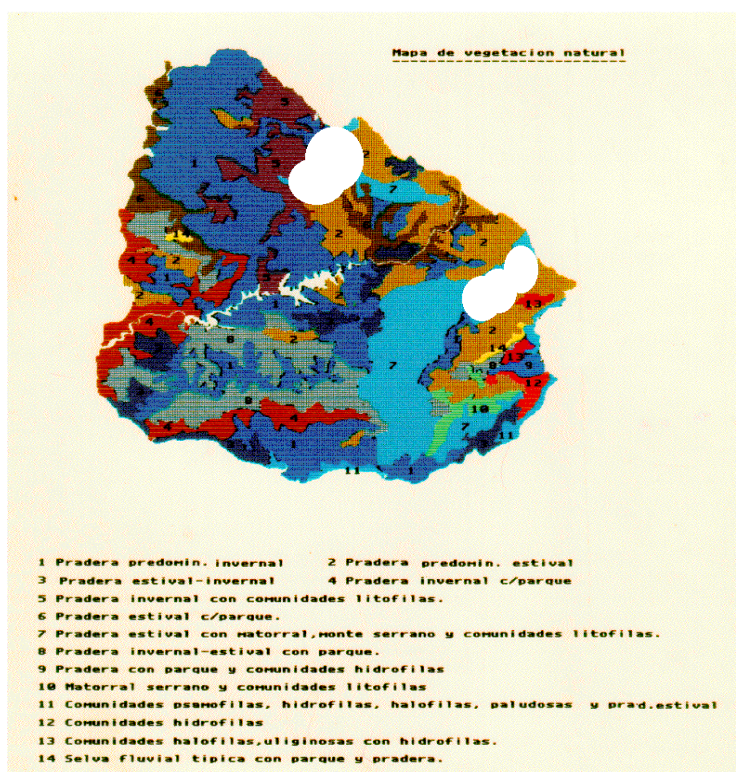 Mapa de vegetacion natural
1 Pradera predomin. invernal 2 Pradera predomin. estival
3 Pradera estival-invernal 4 Pradera invernal c/parque
5 Pradera invernal con comunidades litofilas.
6 Pradera estival c/parque.
7 Pradera estival con matorral,monte serrano y comunidades litofilas.
8 Pradera invernal-estival con parque.
9 Pradera con parque y comunidades hidrofilas
10 Matorral serrano y comunidades litofilas
11 Comunidades psamofilas, hidrofilas, halofilas, paludosas y prad.estival
12 Comunidades hidrofilas
13 Comunidades halofilas,uliginosas con hidrofilas.
14 Selva fluvial tipica con parque y pradera.